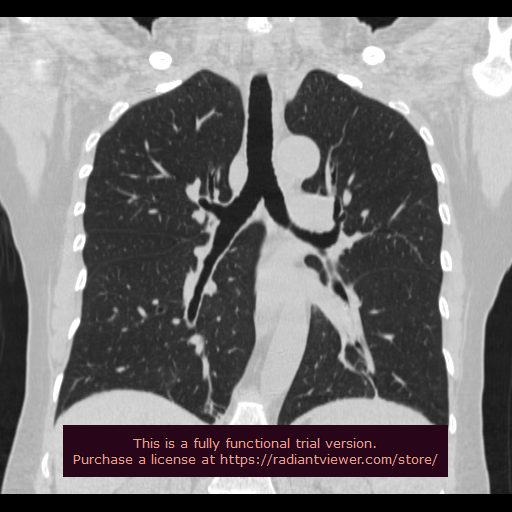 This is a fully functional trial version.
Purchase a license at https://radiantviewer.com/store/